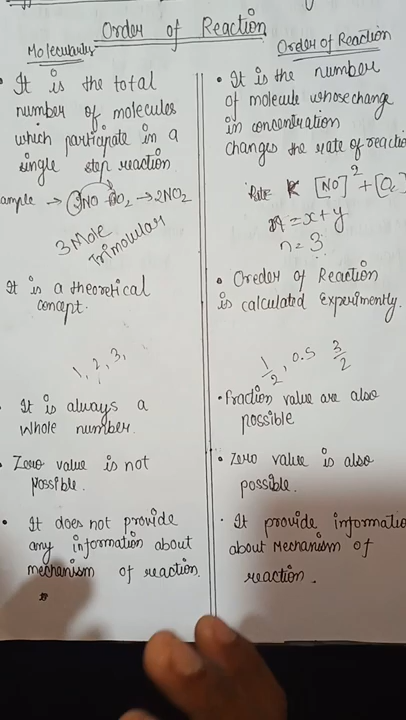 Order of Reaction
Molecularity
It is the total
number of molecules
which participate in a
single step reaction
ample → 2NO + O2 → 2NO2
3 Mole
Trimolular
It is a theoretical
concept.
1, 2, 3,
It is always a
whole number.
Zero value is not
possible.
It does not provide
any information about
mechanism of reaction.
Order of Reaction
It is the number
of molecule whose change
in concentration
changes the rate of reactio
Rate K [NO]2 + [O2]
n = x + y
n = 3
Oreder of Reaction
is calculated experimently.
1/2, 0.5 3/2
Fraction value are also
possible
Zero value is also
possible.
It provide informatio
about Mechanism of
reaction.